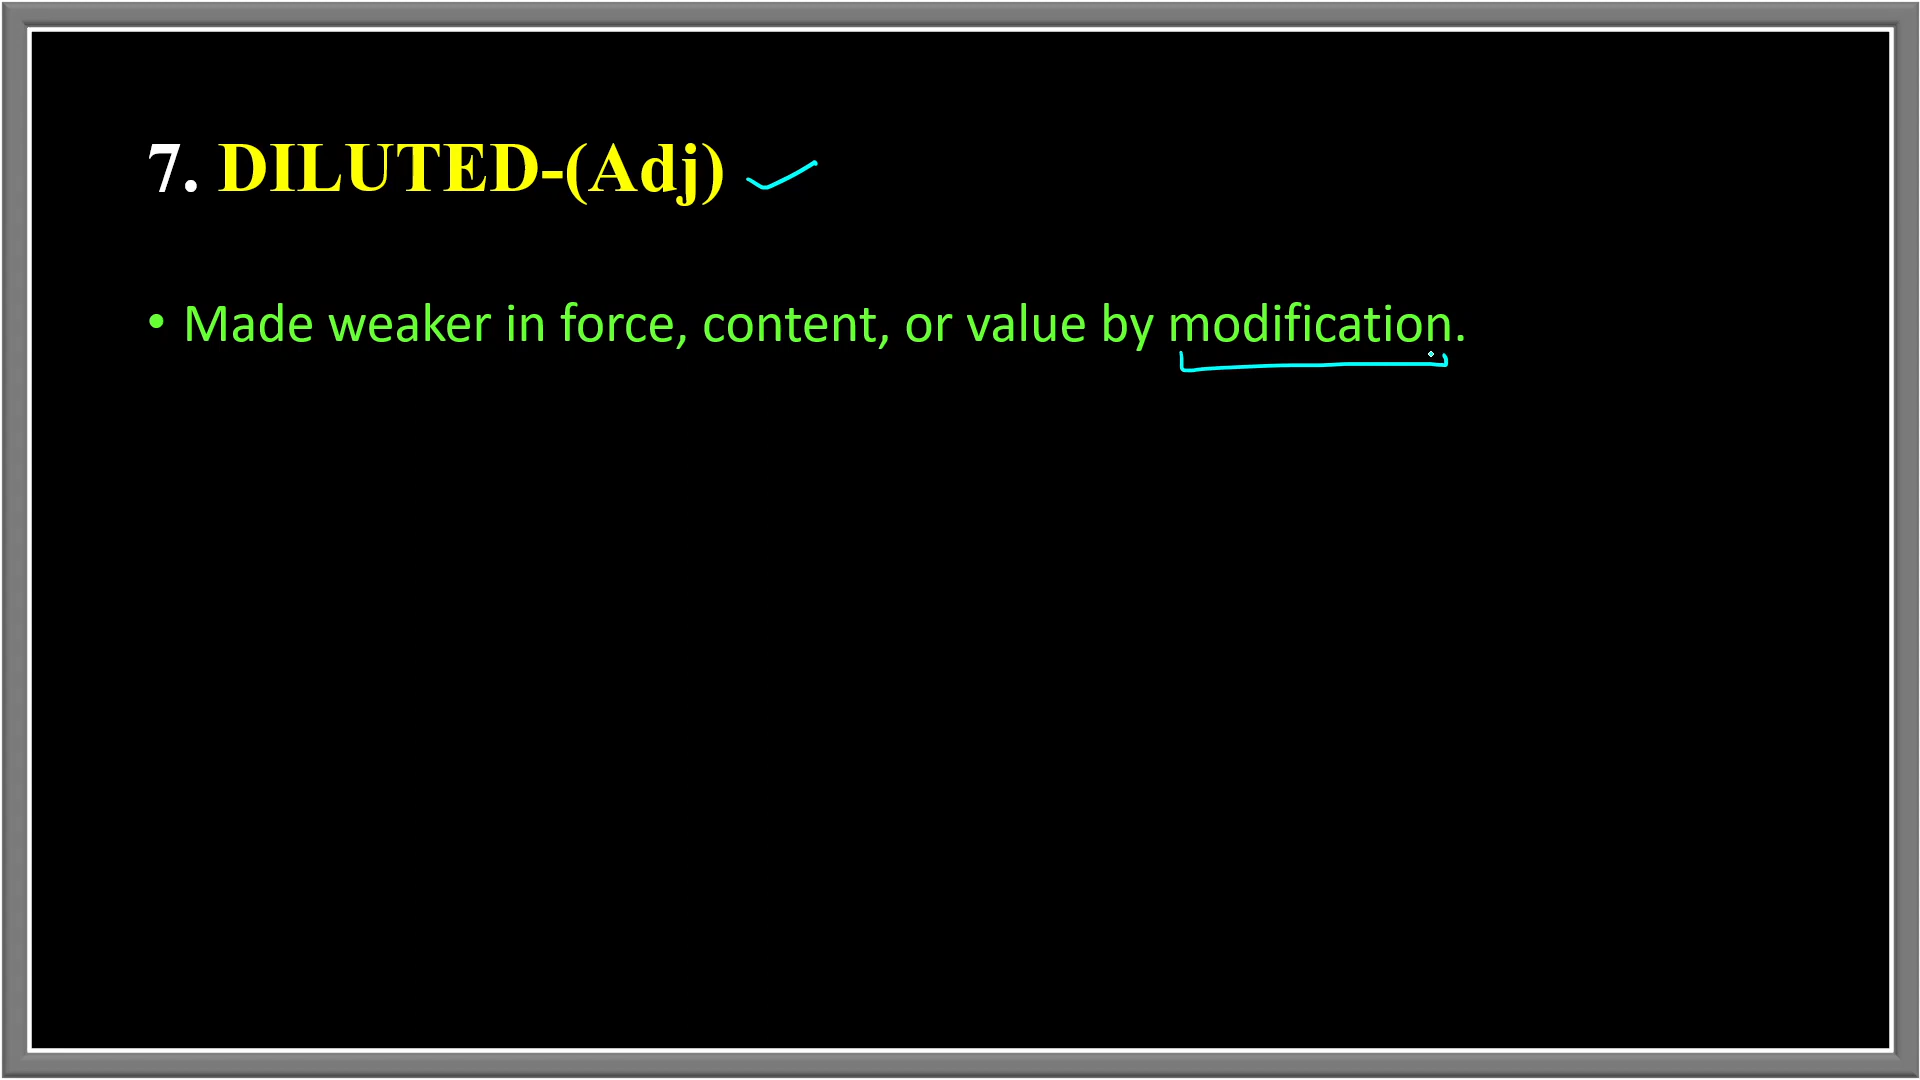 7. DILUTED-(Adj)
• Made weaker in force, content, or value by modification.